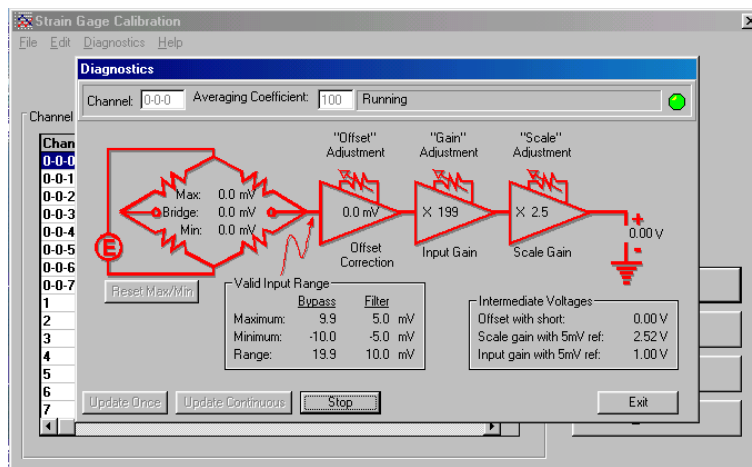 Strain Gage Calibration
File Edit Diagnostics Help
Diagnostics
Channel: 0-0-0 Averaging Coefficient: 100 Running
Channel
Chan
0-0-0
0-0-1
0-0-2
0-0-3
0-0-4
0-0-5
0-0-6
0-0-7
1
2
3
4
5
6
7
"Offset" Adjustment
"Gain" Adjustment
"Scale" Adjustment
Max: 0.0 mV
Bridge: 0.0 mV
Min: 0.0 mV
E
0.0 mV
X 199
X 2.5
+
0.00 V
-
Offset Correction
Input Gain
Scale Gain
Reset Max/Min
Valid Input Range
Bypass Filter
Maximum: 9.9 5.0 mV
Minimum: -10.0 -5.0 mV
Range: 19.9 10.0 mV
Intermediate Voltages
Offset with short: 0.00 V
Scale gain with 5mV ref: 2.52 V
Input gain with 5mV ref: 1.00 V
Update Once Update Continuous Stop Exit